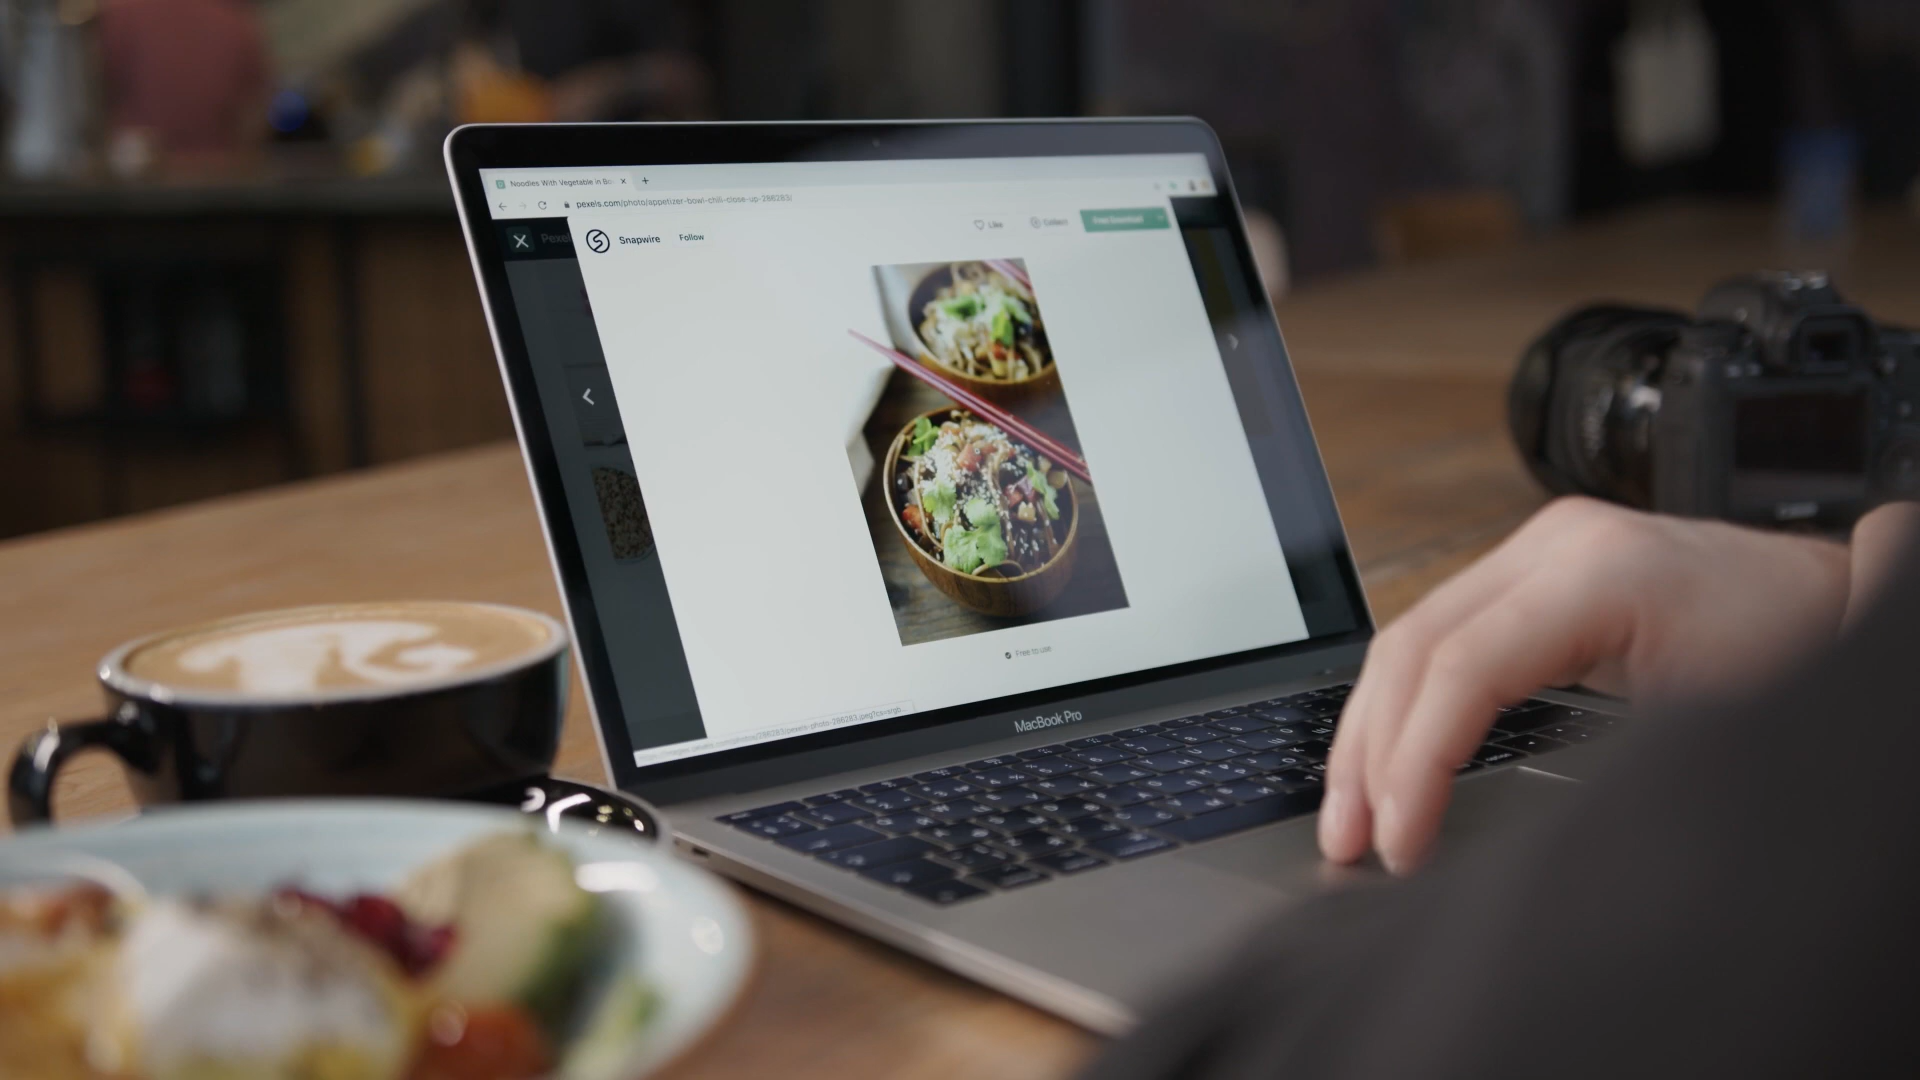 Noodles With Vegetable in Bo
pexels.com/photo/appetizer-bowl-chili-close-up-286283/
Pexel
Snapwire
Follow
Like
Collect
Free Download
Free to use
MacBook Pro